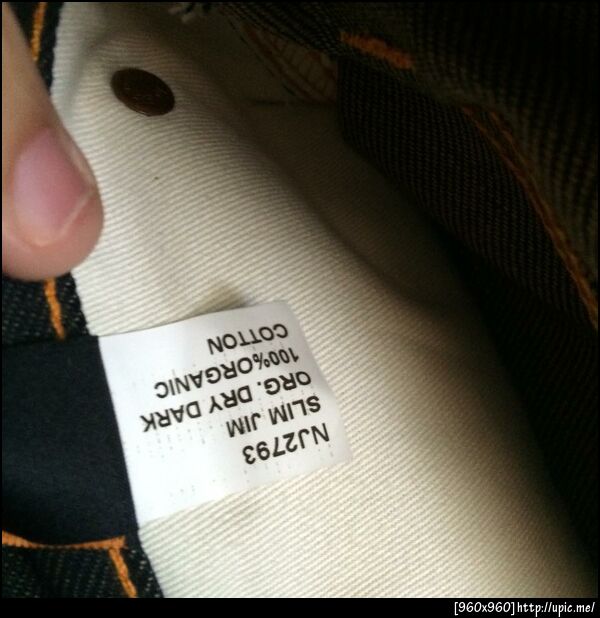 NJ2793
SLIM JIM
ORG. DRY DARK
100%ORGANIC
COTTON
[960x960]http://upic.me/